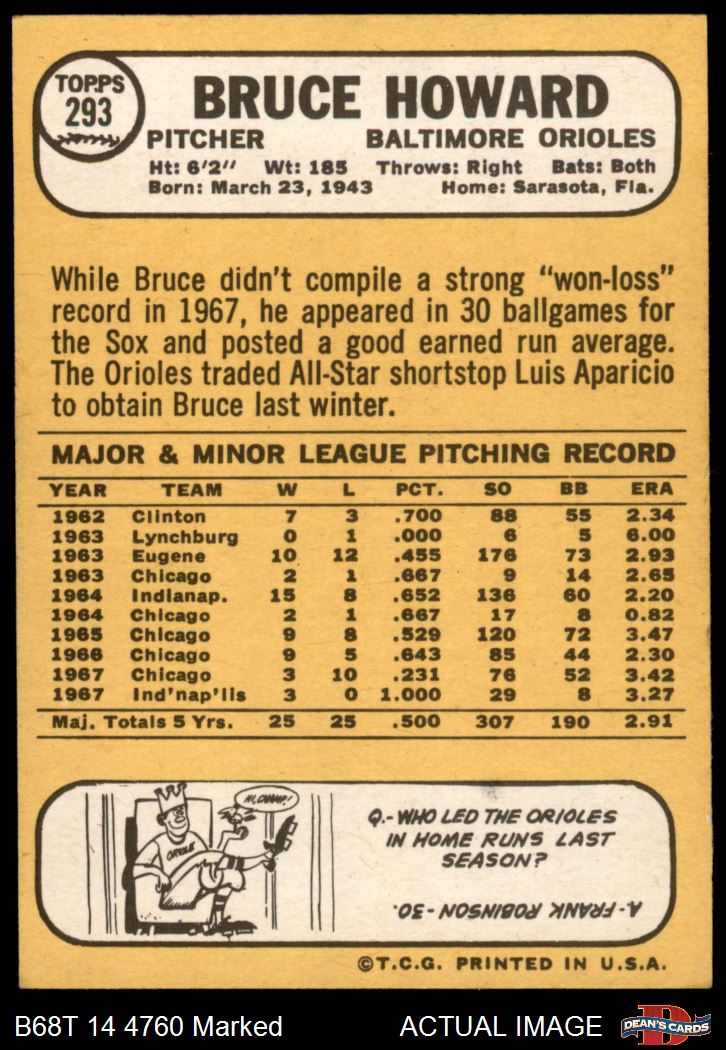 TOPPS
293
BRUCE HOWARD
PITCHER BALTIMORE ORIOLES
Ht: 6'2" Wt: 185 Throws: Right Bats: Both
Born: March 23, 1943 Home: Sarasota, Fla.
While Bruce didn't compile a strong "won-loss"
record in 1967, he appeared in 30 ballgames for
the Sox and posted a good earned run average.
The Orioles traded All-Star shortstop Luis Aparicio
to obtain Bruce last winter.
MAJOR & MINOR LEAGUE PITCHING RECORD
YEAR TEAM W L PCT. SO BB ERA
1962 Clinton 7 3 .700 88 55 2.34
1963 Lynchburg 0 1 .000 6 5 6.00
1963 Eugene 10 12 .455 176 73 2.93
1963 Chicago 2 1 .667 9 14 2.65
1964 Indianap. 15 8 .652 136 60 2.20
1964 Chicago 2 1 .667 17 8 0.82
1965 Chicago 9 8 .529 120 72 3.47
1966 Chicago 9 5 .643 85 44 2.30
1967 Chicago 3 10 .231 76 52 3.42
1967 Ind'nap'lis 3 0 1.000 29 8 3.27
Maj. Totals 5 Yrs. 25 25 .500 307 190 2.91
HI, CHAMP!
ORIOLE
Q.- WHO LED THE ORIOLES
IN HOME RUNS LAST
SEASON?
A- FRANK ROBINSON - 30.
©T.C.G. PRINTED IN U.S.A.
B68T 14 4760 Marked ACTUAL IMAGE
D
DEAN'S CARDS